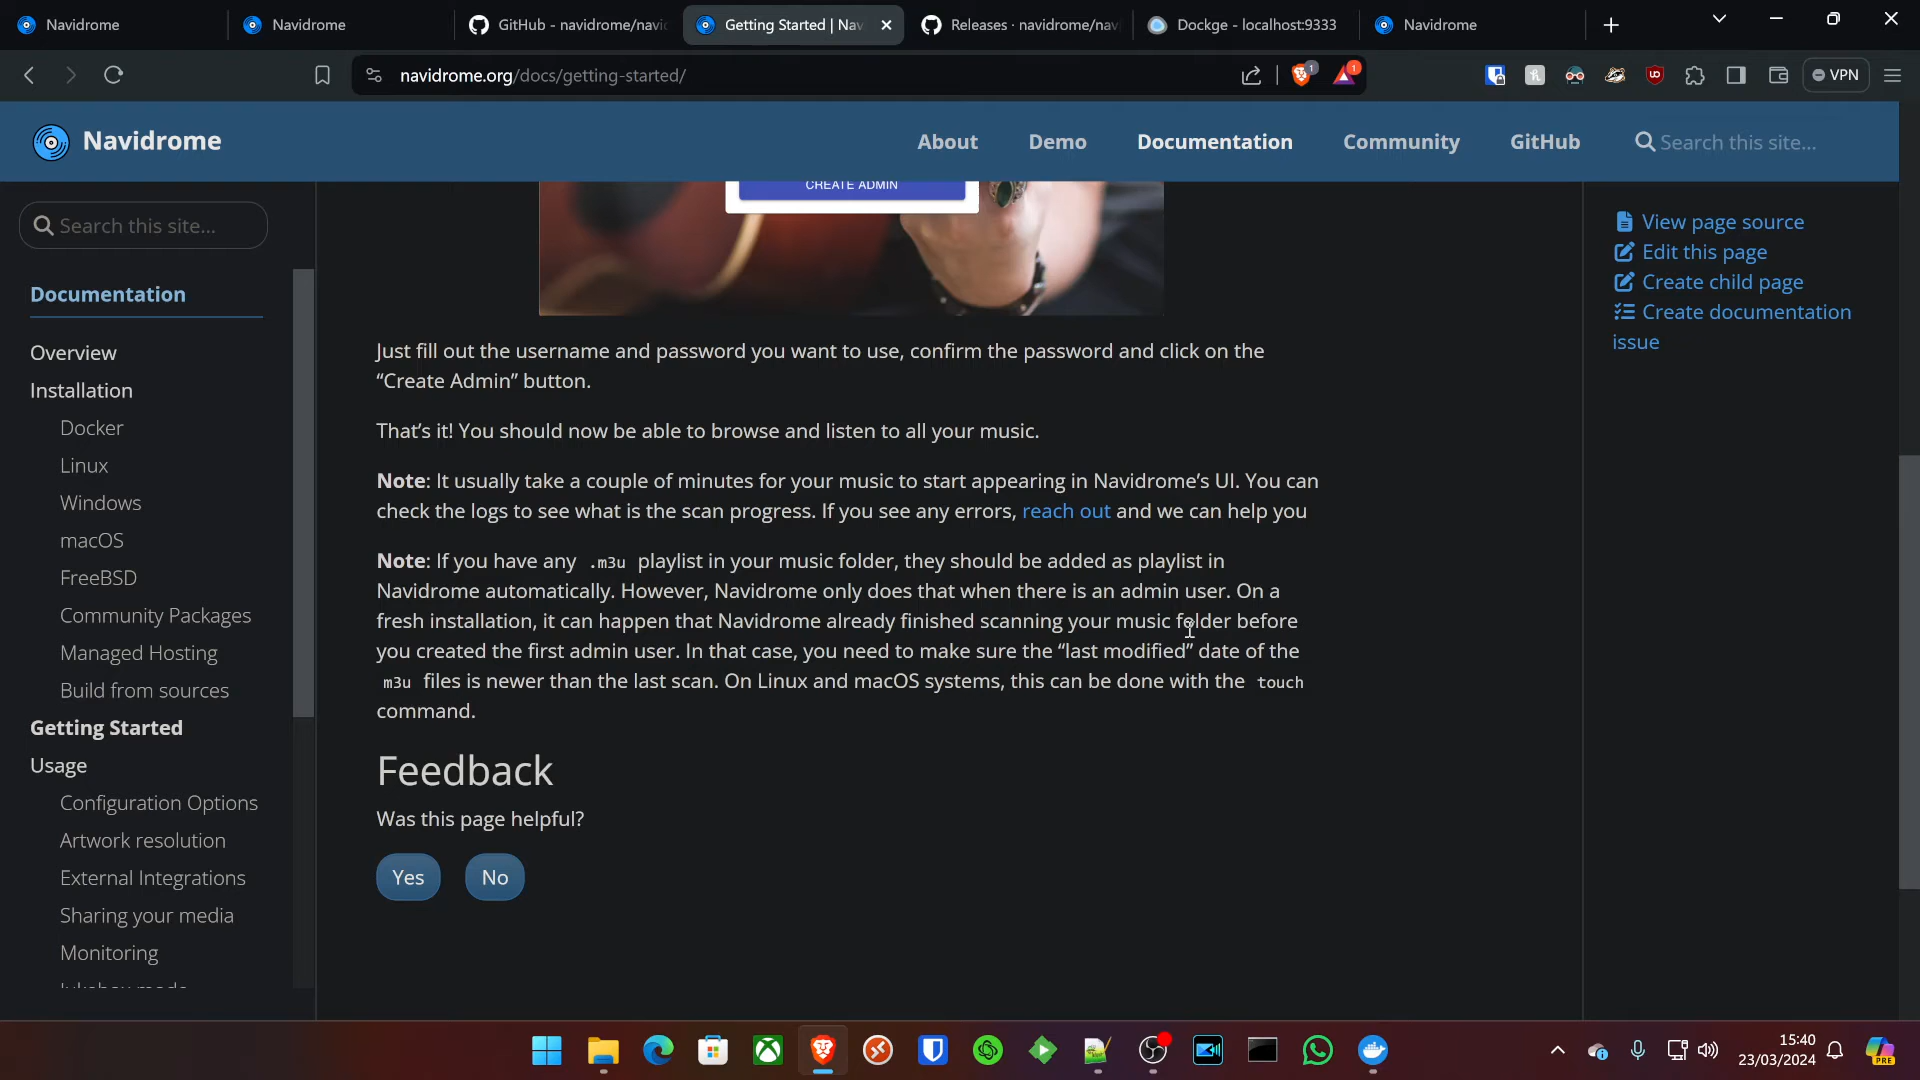 Navidrome
Navidrome
GitHub - navidrome/navid
Getting Started | Nav
Releases · navidrome/nav
Dockge - localhost:9333
Navidrome
navidrome.org/docs/getting-started/
1
1
VPN
Navidrome
About
Demo
Documentation
Community
GitHub
Search this site...
Search this site...
Documentation
Overview
Installation
Docker
Linux
Windows
macOS
FreeBSD
Community Packages
Managed Hosting
Build from sources
Getting Started
Usage
Configuration Options
Artwork resolution
External Integrations
Sharing your media
Monitoring
Jukebox mode
CREATE ADMIN
Just fill out the username and password you want to use, confirm the password and click on the
“Create Admin” button.
That’s it! You should now be able to browse and listen to all your music.
Note: It usually take a couple of minutes for your music to start appearing in Navidrome’s UI. You can
check the logs to see what is the scan progress. If you see any errors, reach out and we can help you
Note: If you have any .m3u playlist in your music folder, they should be added as playlist in
Navidrome automatically. However, Navidrome only does that when there is an admin user. On a
fresh installation, it can happen that Navidrome already finished scanning your music folder before
you created the first admin user. In that case, you need to make sure the “last modified” date of the
m3u files is newer than the last scan. On Linux and macOS systems, this can be done with the touch
command.
Feedback
Was this page helpful?
Yes
No
View page source
Edit this page
Create child page
Create documentation
issue
15:40
23/03/2024
PRE